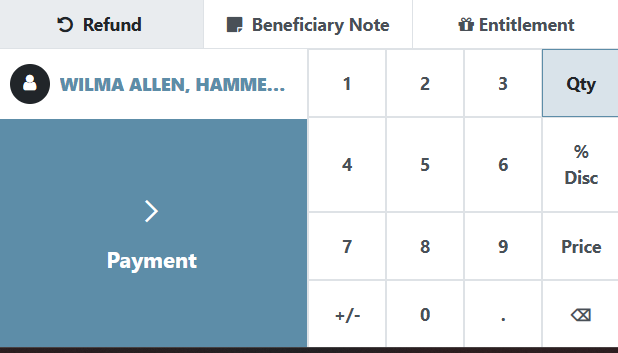 Refund
Beneficiary Note
Entitlement
WILMA ALLEN, HAMME...
1
2
3
Qty
4
5
6
%
Disc
Payment
7
8
9
Price
+/-
0
.
⌫